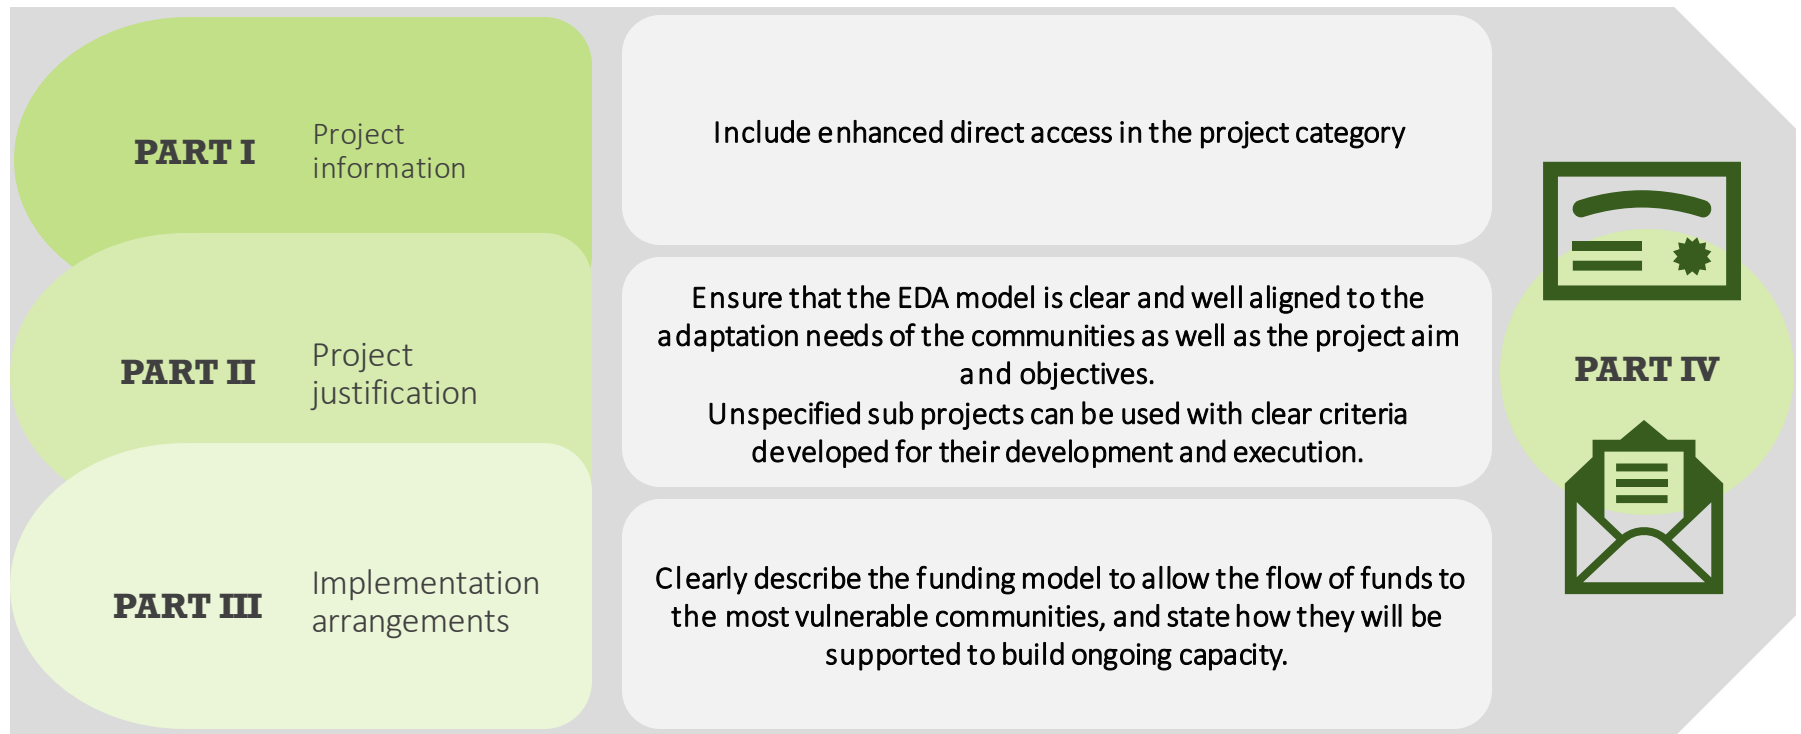 PART I
Project
information
Include enhanced direct access in the project category
PART II
Project
justification
Ensure that the EDA model is clear and well aligned to the
adaptation needs of the communities as well as the project aim
and objectives.
Unspecified sub projects can be used with clear criteria
developed for their development and execution.
PART III
Implementation
arrangements
Clearly describe the funding model to allow the flow of funds to
the most vulnerable communities, and state how they will be
supported to build ongoing capacity.
PART IV